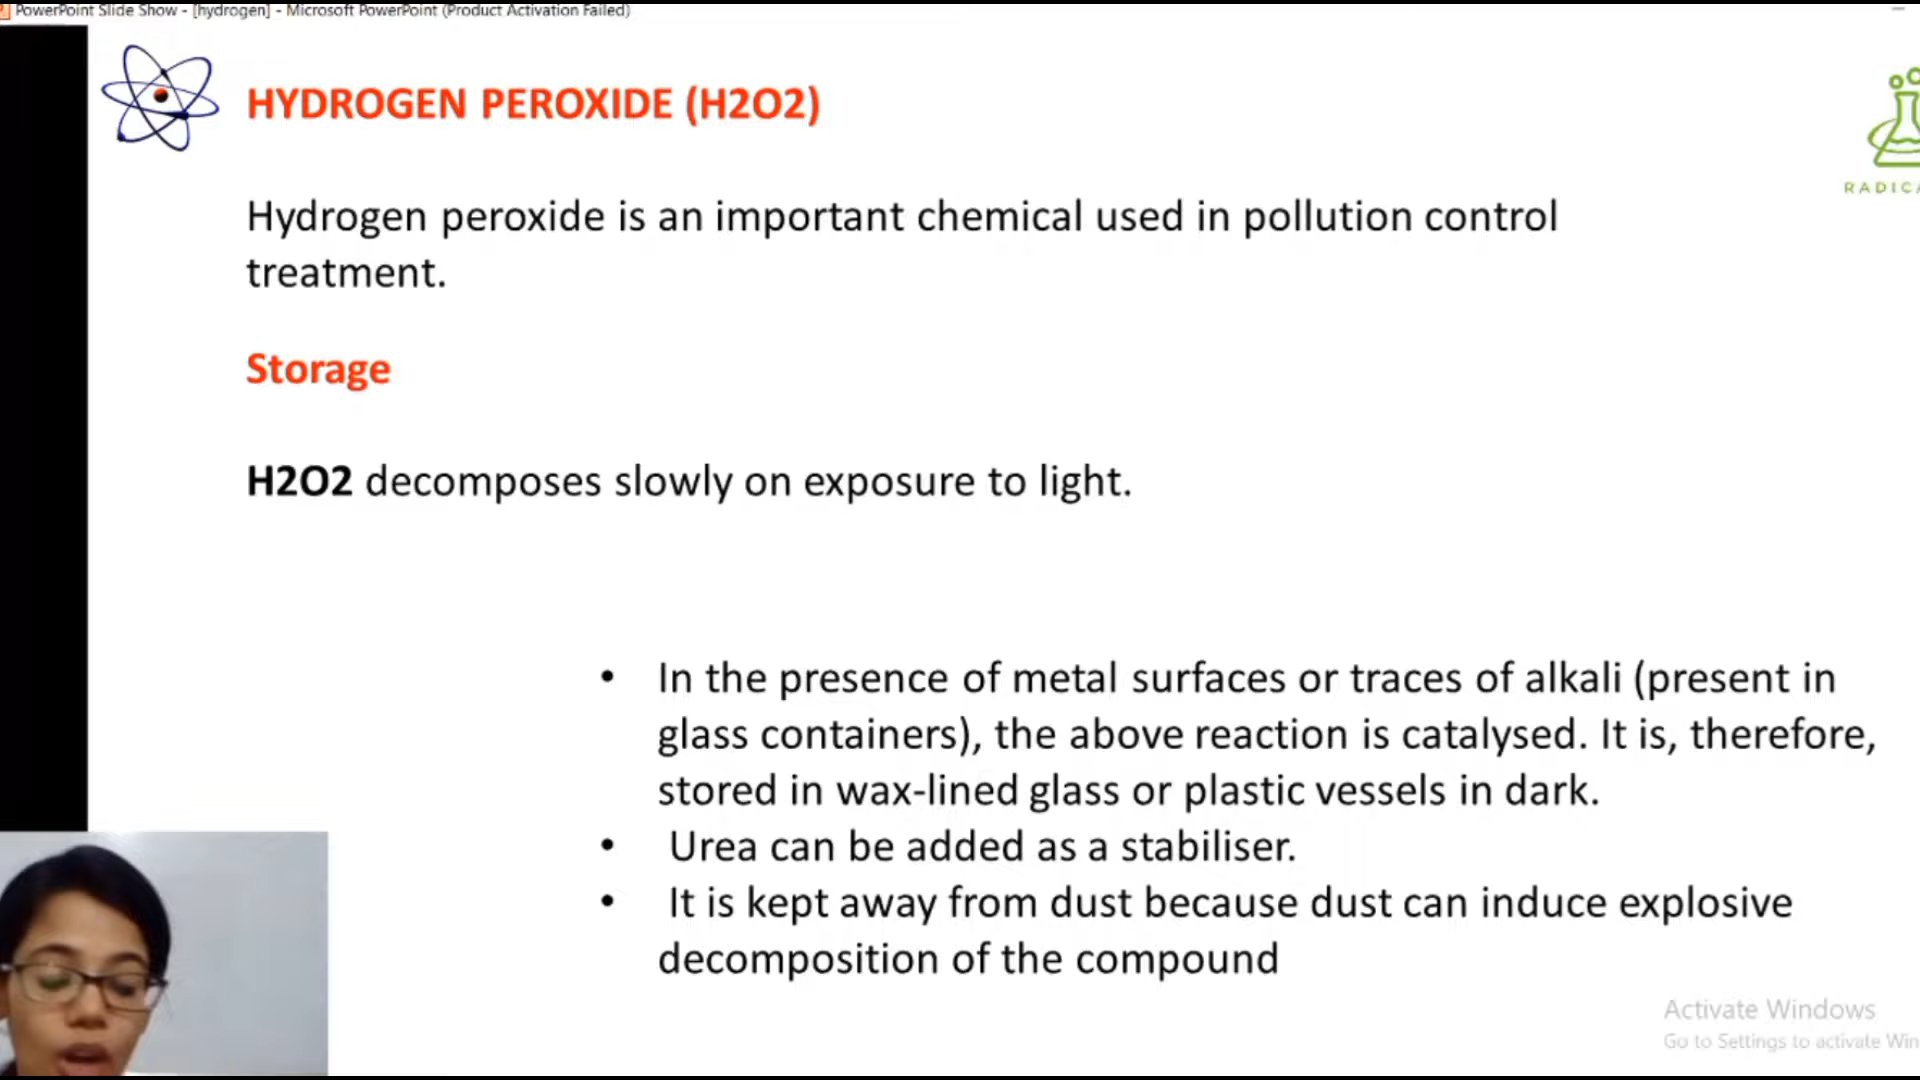 PowerPoint Slide Show - [hydrogen] - Microsoft PowerPoint (Product Activation Failed)
HYDROGEN PEROXIDE (H2O2)
RADICA
Hydrogen peroxide is an important chemical used in pollution control
treatment.
Storage
H2O2 decomposes slowly on exposure to light.
• In the presence of metal surfaces or traces of alkali (present in
glass containers), the above reaction is catalysed. It is, therefore,
stored in wax-lined glass or plastic vessels in dark.
• Urea can be added as a stabiliser.
• It is kept away from dust because dust can induce explosive
decomposition of the compound
Activate Windows
Go to Settings to activate Win